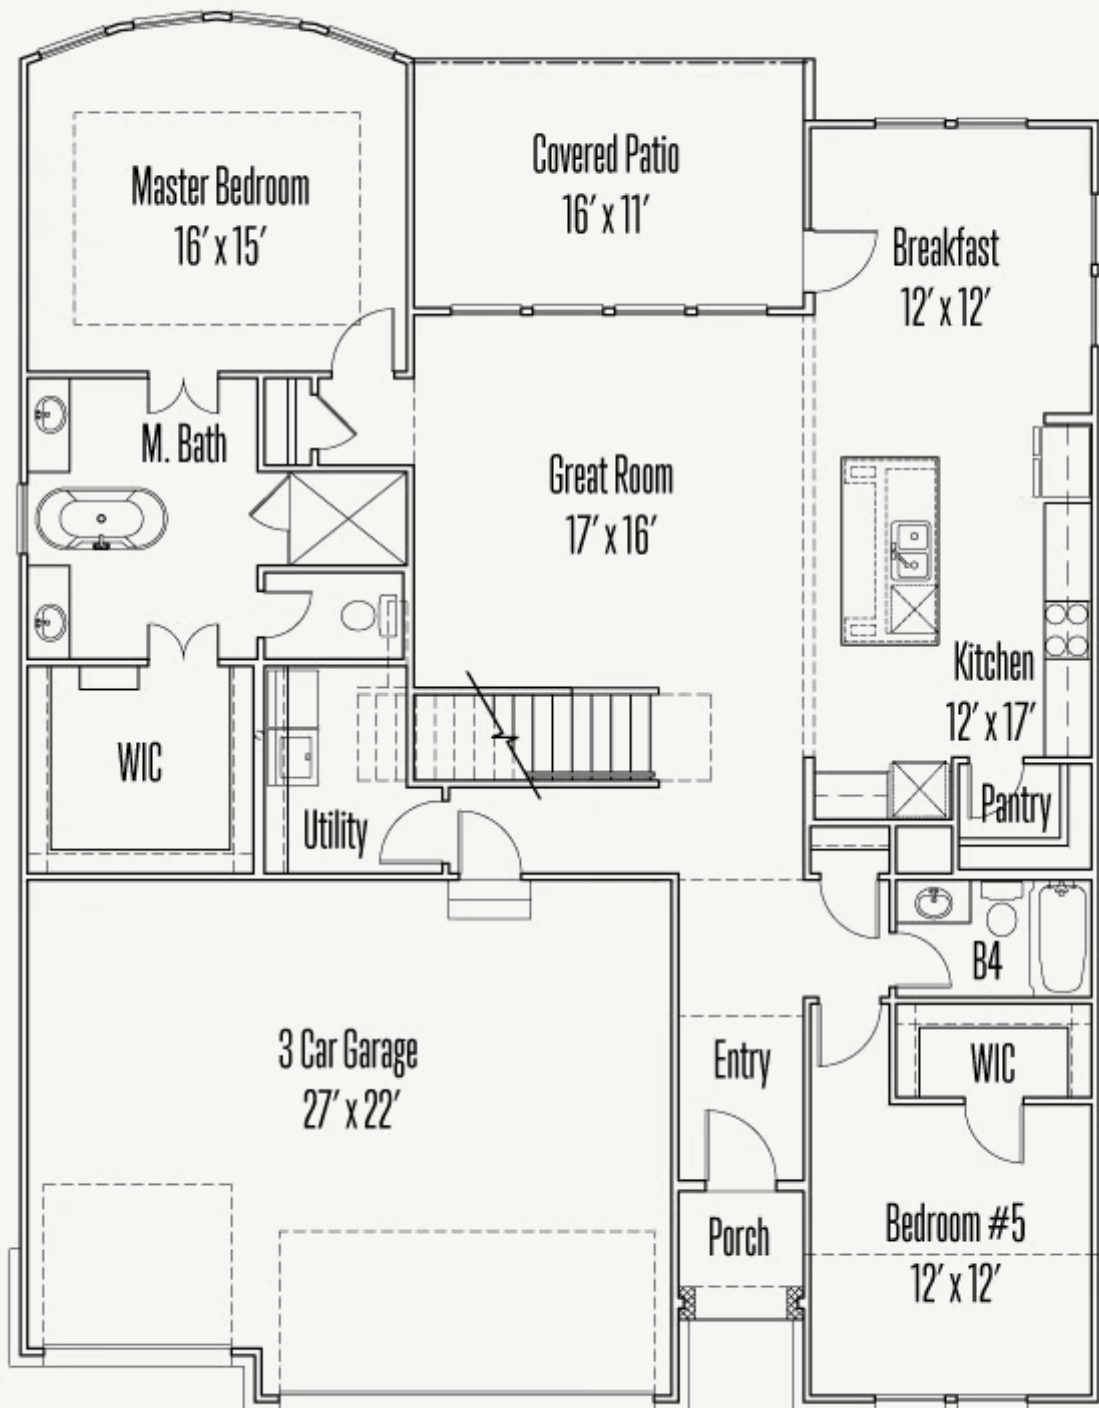 Master Bedroom
16' x 15'
Covered Patio
16' x 11'
Breakfast
12' x 12'
M. Bath
Great Room
17' x 16'
Kitchen
12' x 17'
WIC
Utility
Pantry
B4
3 Car Garage
27' x 22'
Entry
WIC
Porch
Bedroom #5
12' x 12'